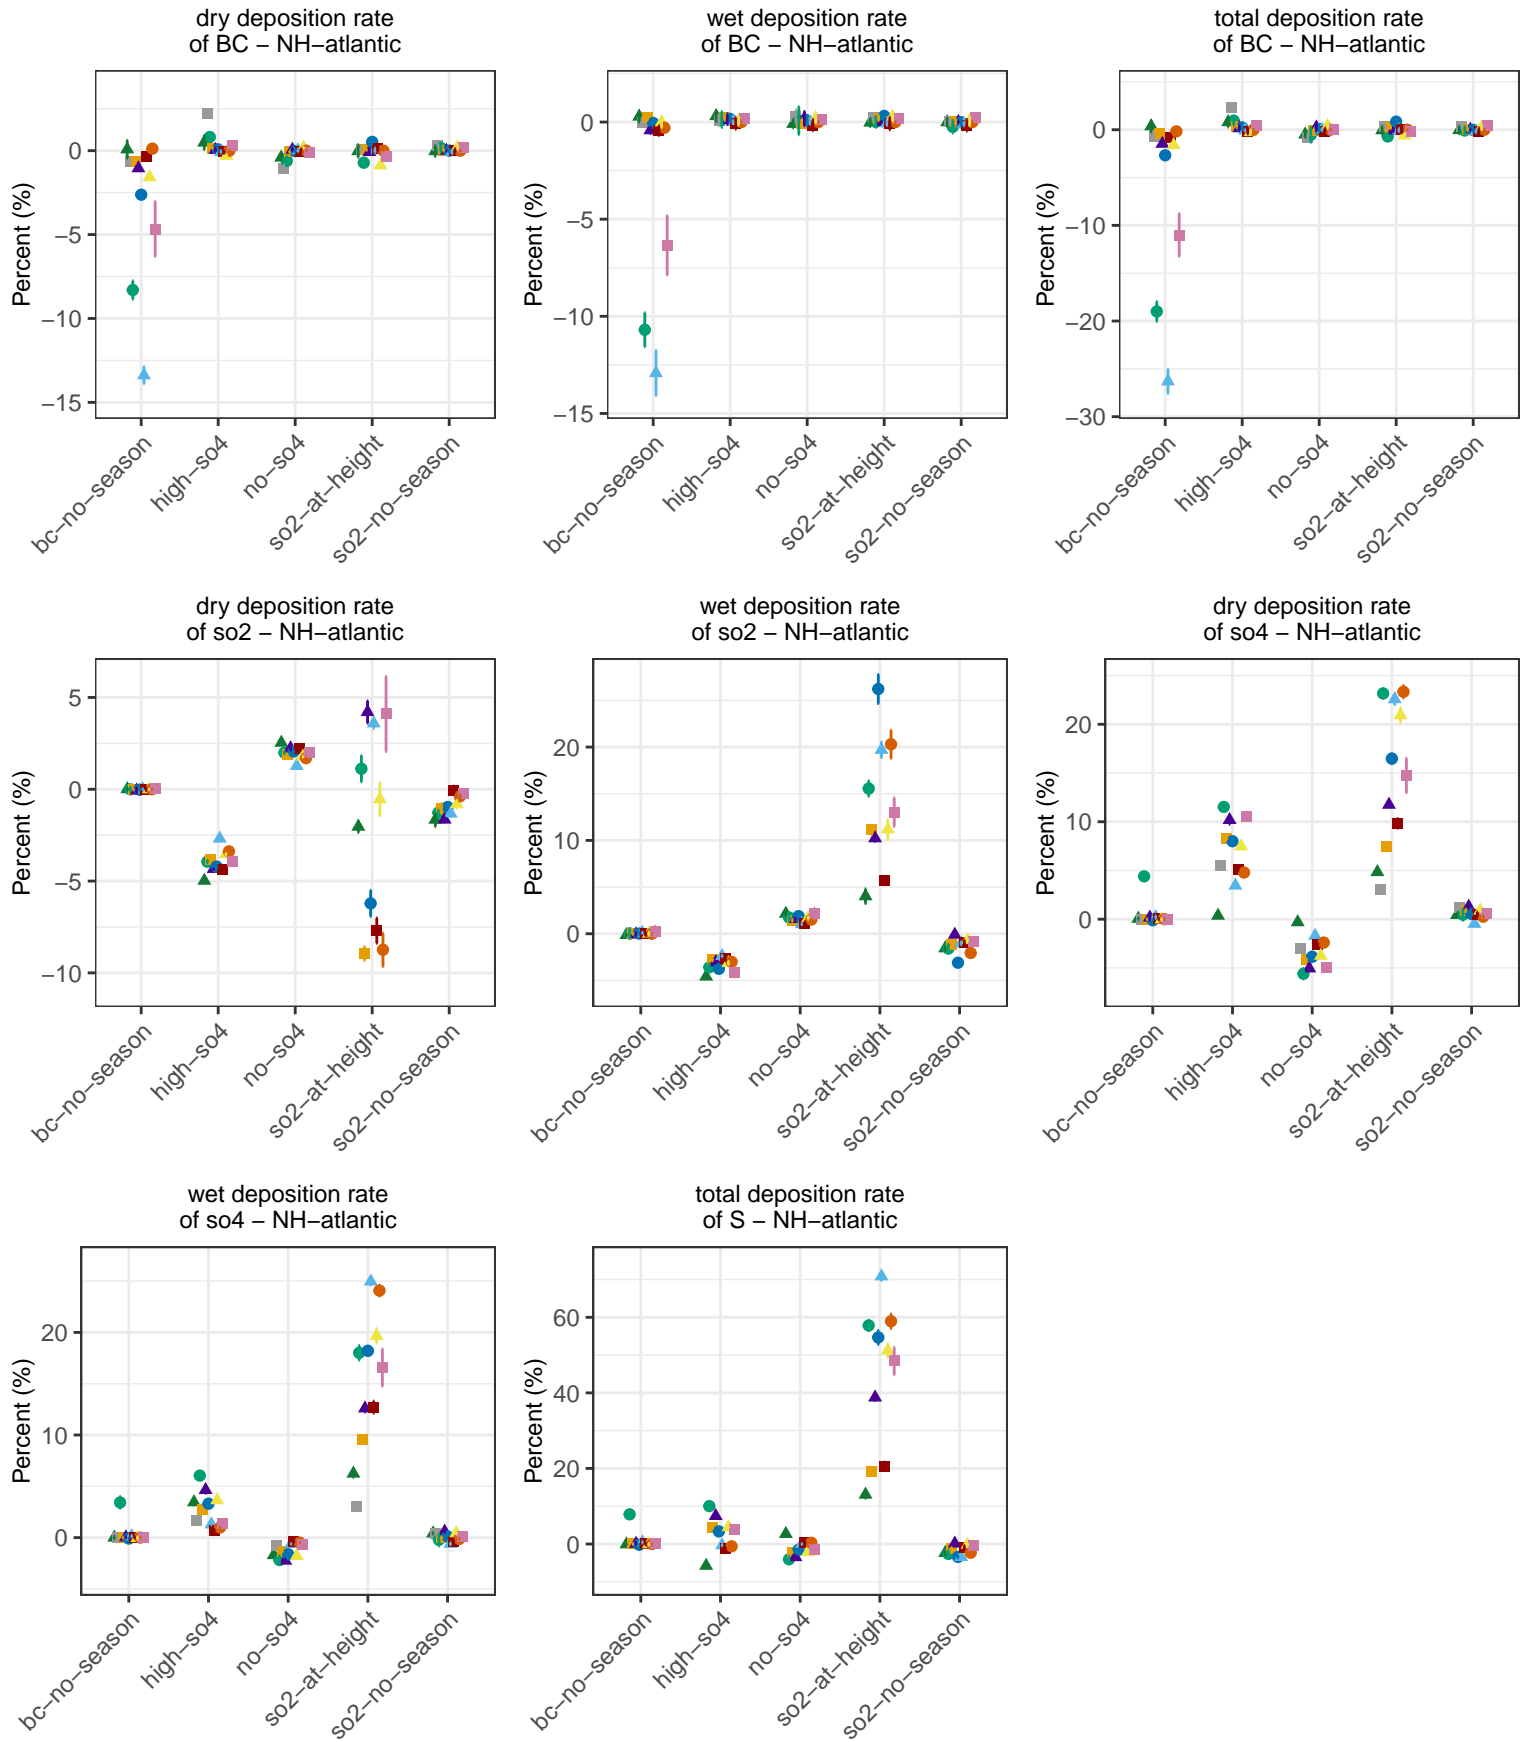 dry deposition rate
of BC – NH–atlantic
wet deposition rate
of BC – NH–atlantic
total deposition rate
of BC – NH–atlantic
Percent (%)
0
−5
−10
−15
bc–no–season
high–so4
no–so4
so2–at–height
so2–no–season
Percent (%)
0
−5
−10
−15
bc–no–season
high–so4
no–so4
so2–at–height
so2–no–season
Percent (%)
0
−10
−20
−30
bc–no–season
high–so4
no–so4
so2–at–height
so2–no–season
dry deposition rate
of so2 – NH–atlantic
wet deposition rate
of so2 – NH–atlantic
dry deposition rate
of so4 – NH–atlantic
Percent (%)
5
0
−5
−10
bc–no–season
high–so4
no–so4
so2–at–height
so2–no–season
Percent (%)
20
10
0
bc–no–season
high–so4
no–so4
so2–at–height
so2–no–season
Percent (%)
20
10
0
bc–no–season
high–so4
no–so4
so2–at–height
so2–no–season
wet deposition rate
of so4 – NH–atlantic
total deposition rate
of S – NH–atlantic
Percent (%)
20
10
0
bc–no–season
high–so4
no–so4
so2–at–height
so2–no–season
Percent (%)
60
40
20
0
bc–no–season
high–so4
no–so4
so2–at–height
so2–no–season